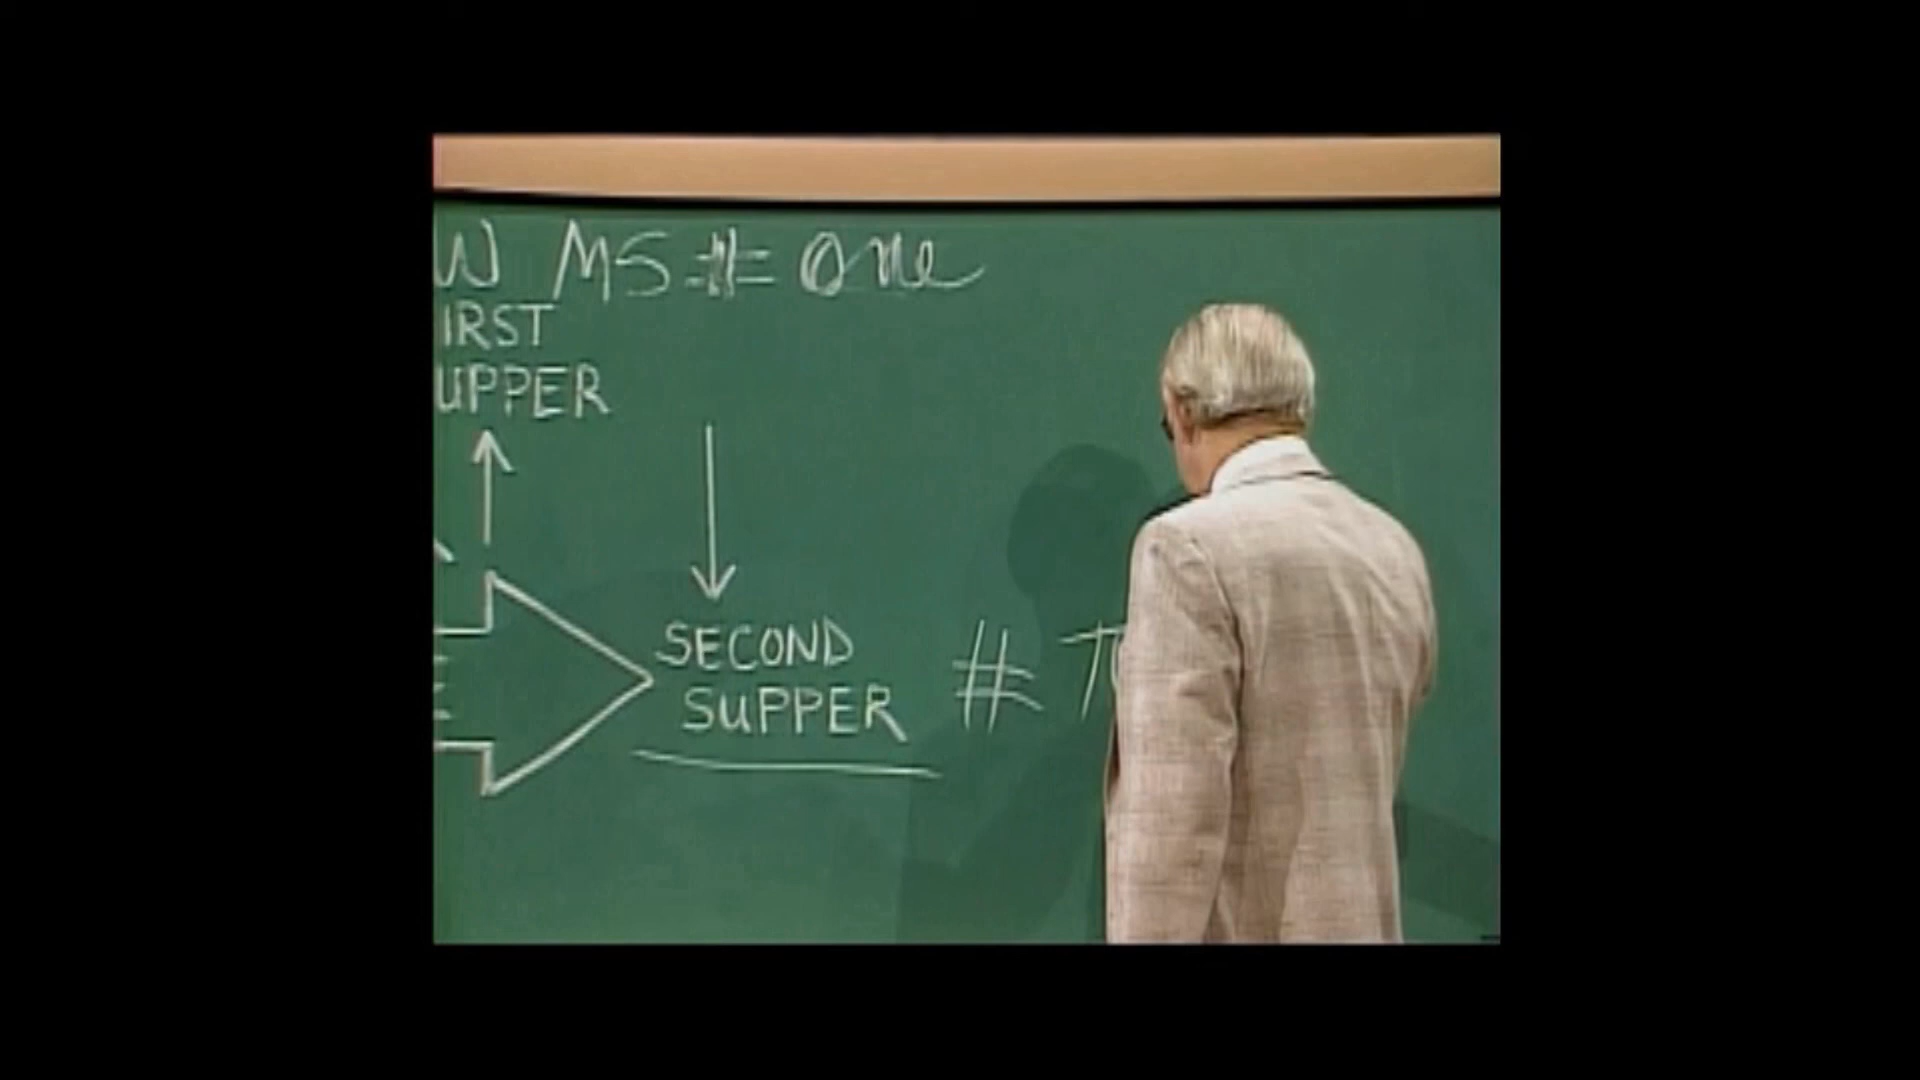 W MS # One
IRST
UPPER
SECOND
SUPPER
#